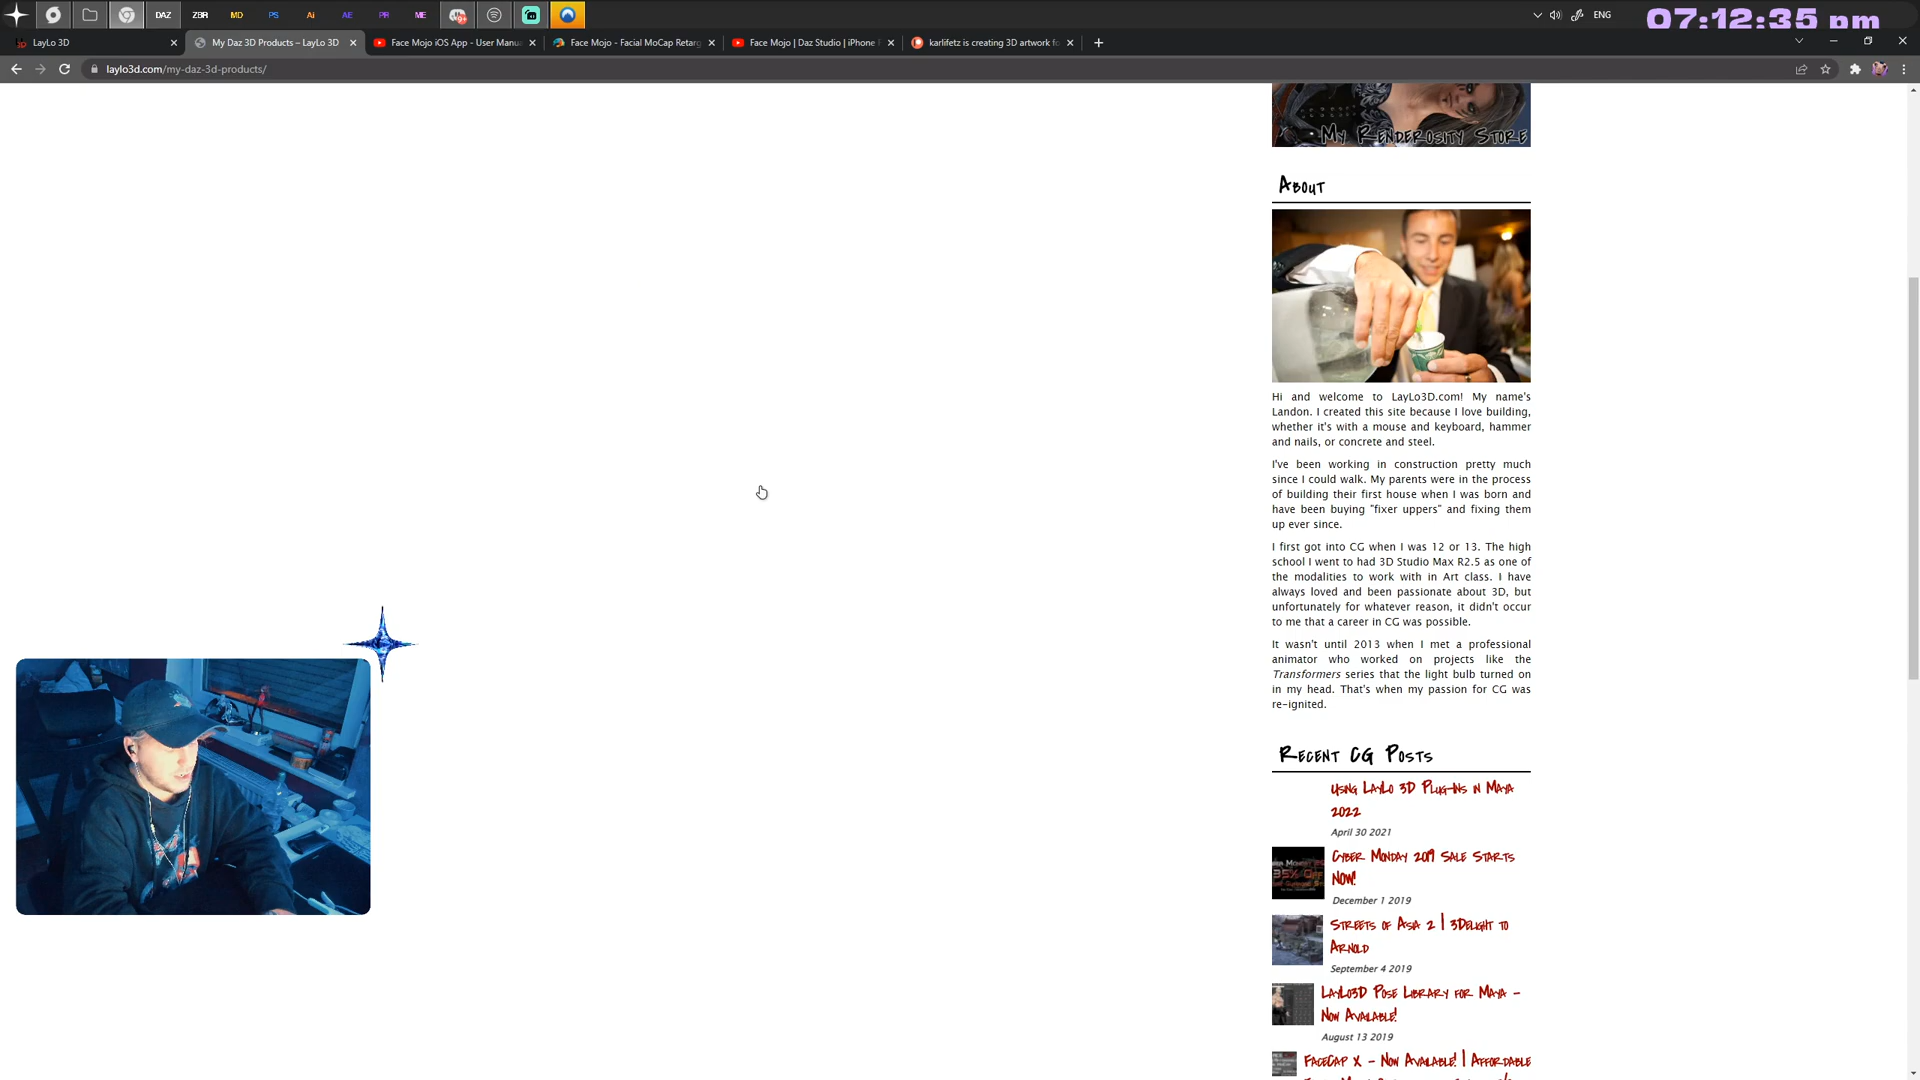 DAZ ZBR MD PS Ai AE PR ME ENG 07:12:35 pm
LayLo 3D My Daz 3D Products – LayLo 3D Face Mojo iOS App - User Manu Face Mojo - Facial MoCap Retarg Face Mojo | Daz Studio | iPhone karlifetz is creating 3D artwork fo
laylo3d.com/my-daz-3d-products/
My Renderosity Store
About
Hi and welcome to LayLo3D.com! My name's
Landon. I created this site because I love building,
whether it's with a mouse and keyboard, hammer
and nails, or concrete and steel.
I've been working in construction pretty much
since I could walk. My parents were in the process
of building their first house when I was born and
have been buying "fixer uppers" and fixing them
up ever since.
I first got into CG when I was 12 or 13. The high
school I went to had 3D Studio Max R2.5 as one of
the modalities to work with in Art class. I have
always loved and been passionate about 3D, but
unfortunately for whatever reason, it didn't occur
to me that a career in CG was possible.
It wasn't until 2013 when I met a professional
animator who worked on projects like the
Transformers series that the light bulb turned on
in my head. That's when my passion for CG was
re-ignited.
Recent CG Posts
Using LayLo 3D Plug-Ins in Maya
2022
April 30 2021
Cyber Monday 2019 Sale Starts
NOW!
December 1 2019
Streets of Asia 2 | 3Delight to
Arnold
September 4 2019
LayLo3D Pose Library for Maya –
Now Available!
August 13 2019
FaceCap X – Now Available! | Affordable